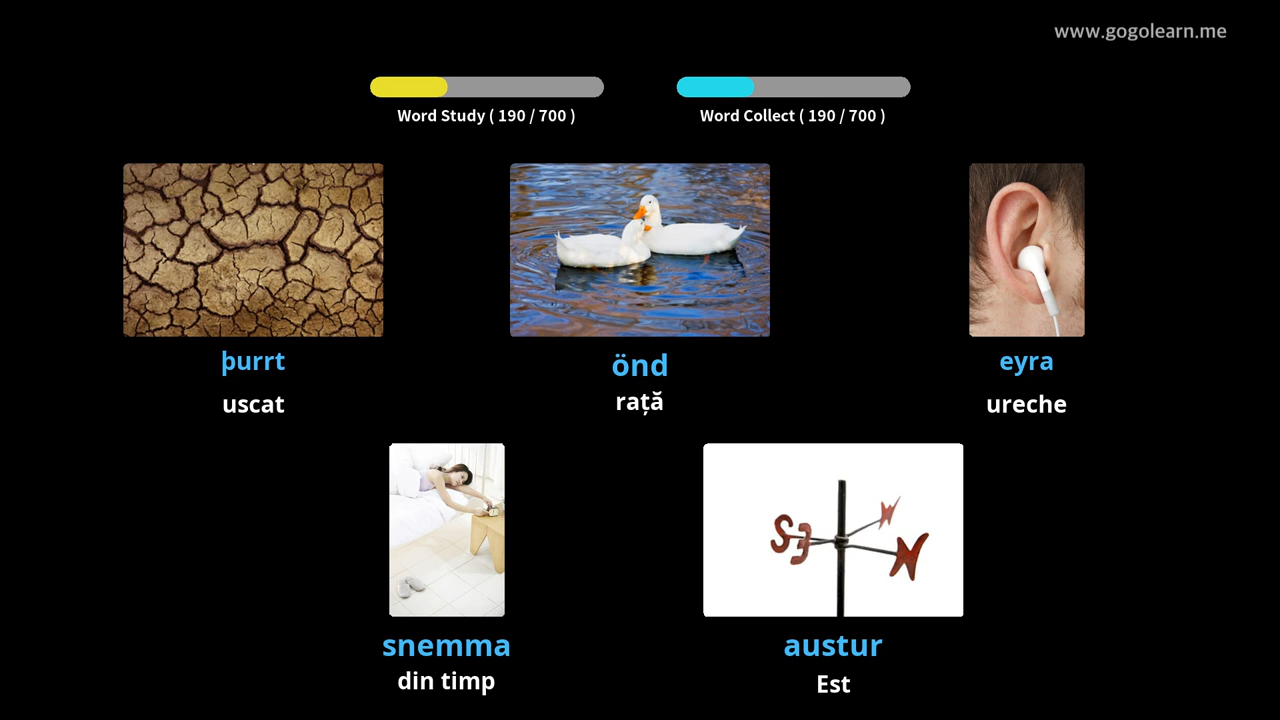 www.gogolearn.me
Word Study ( 190 / 700 )
Word Collect ( 190 / 700 )
þurrt
uscat
önd
rață
eyra
ureche
snemma
din timp
austur
Est